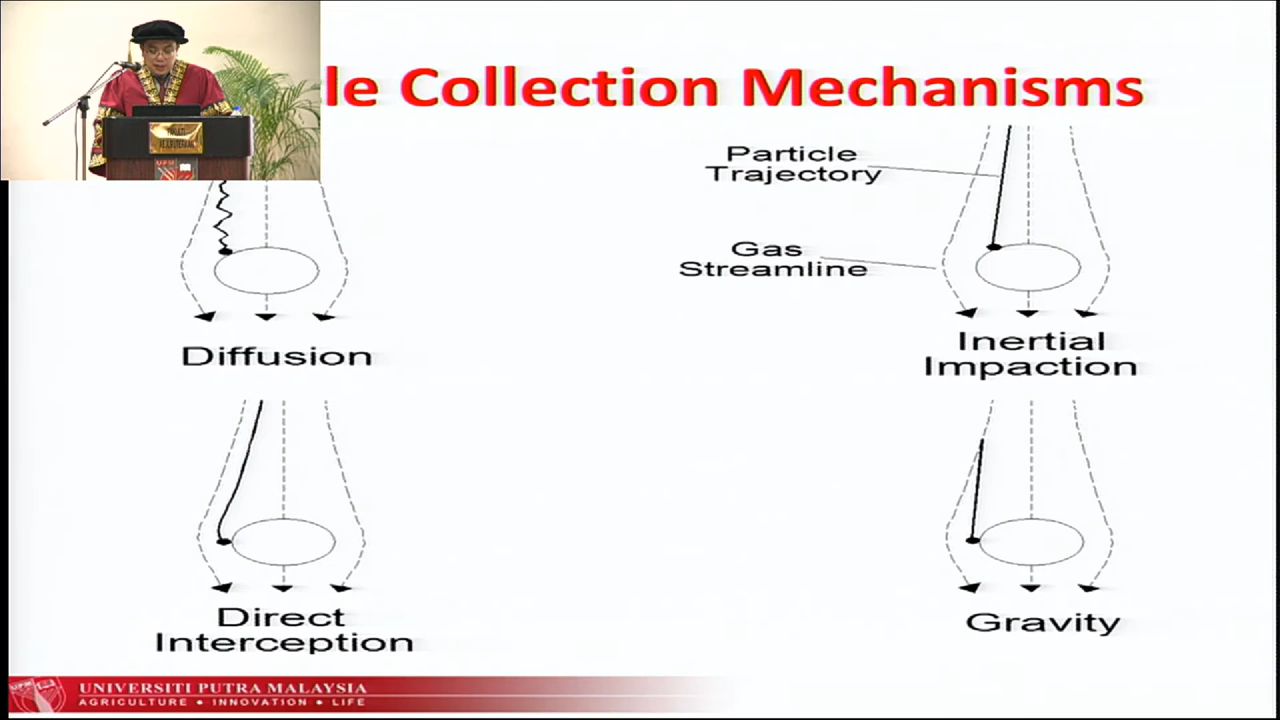 le Collection Mechanisms
Particle
Trajectory
Gas
Streamline
Diffusion
Inertial
Impaction
Direct
Interception
Gravity
UPM
UNIVERSITI PUTRA MALAYSIA
AGRICULTURE • INNOVATION • LIFE